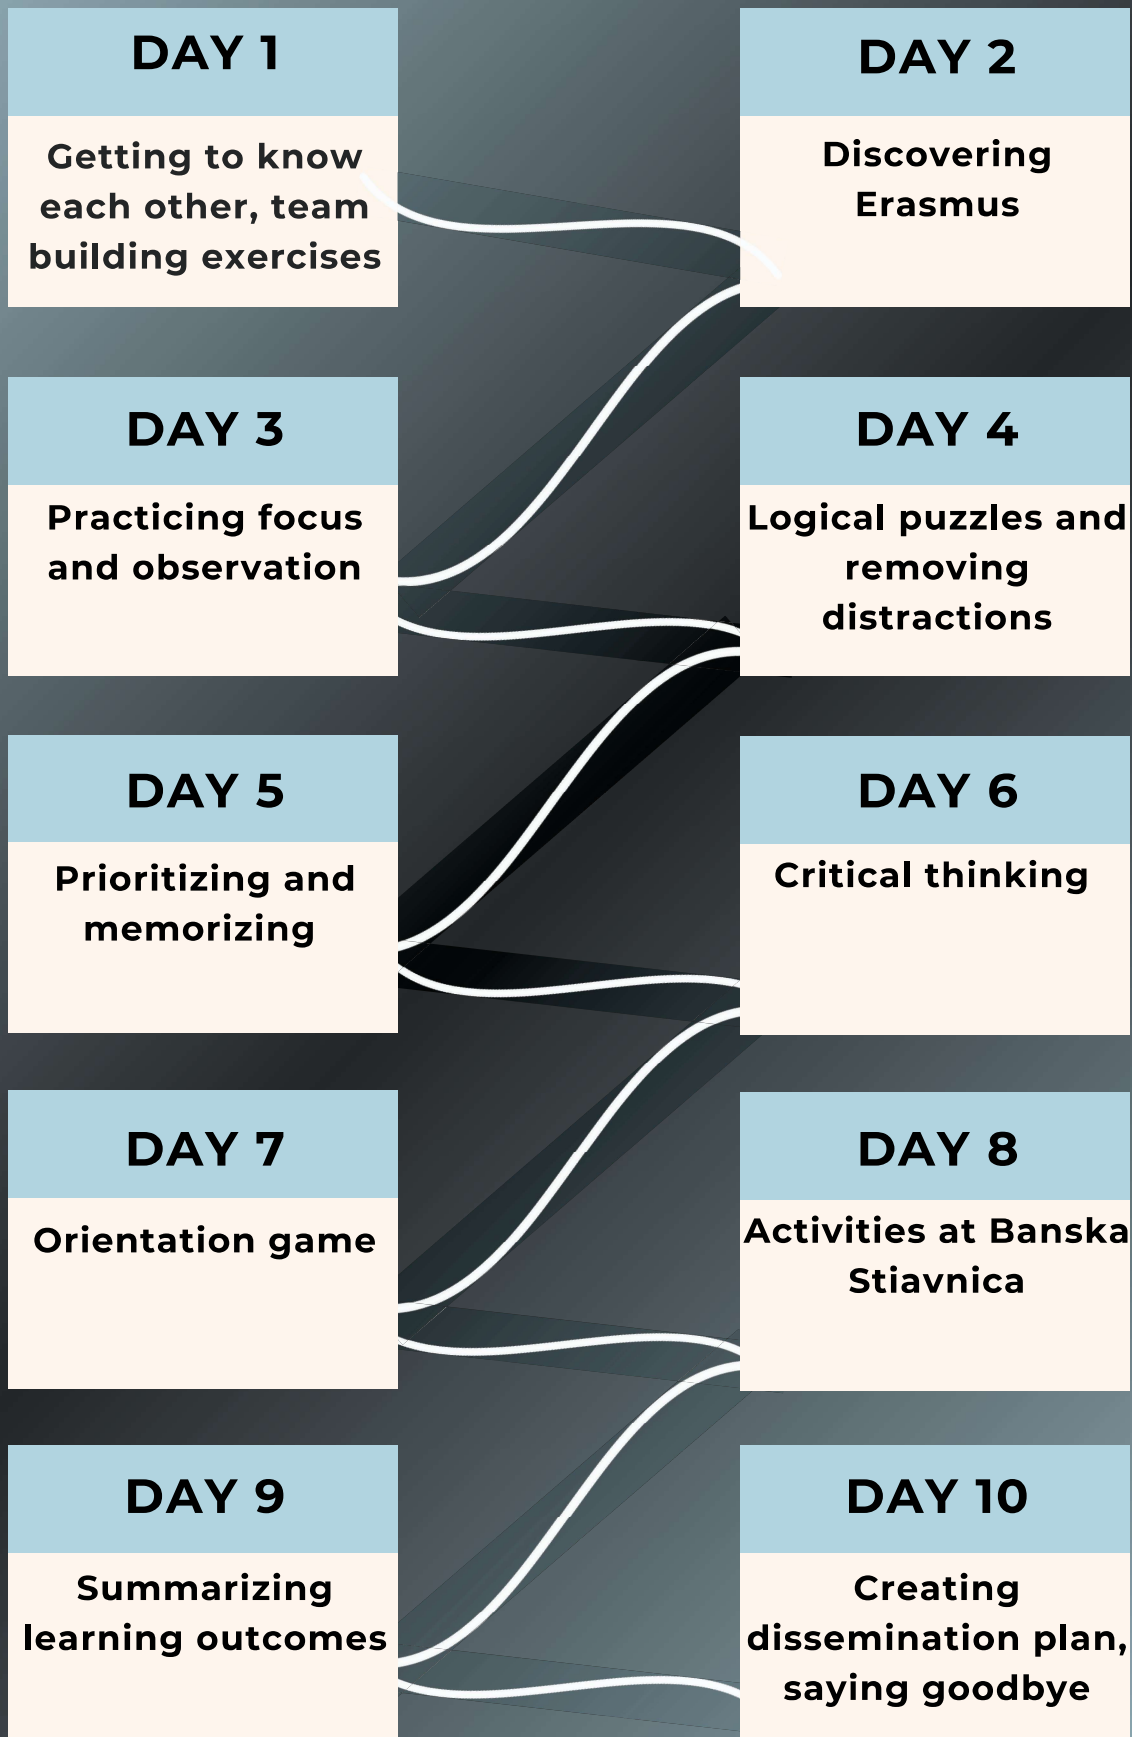 DAY 1
Getting to know
each other, team
building exercises
DAY 2
Discovering
Erasmus
DAY 3
Practicing focus
and observation
DAY 4
Logical puzzles and
removing
distractions
DAY 5
Prioritizing and
memorizing
DAY 6
Critical thinking
DAY 7
Orientation game
DAY 8
Activities at Banska
Stiavnica
DAY 9
Summarizing
learning outcomes
DAY 10
Creating
dissemination plan,
saying goodbye